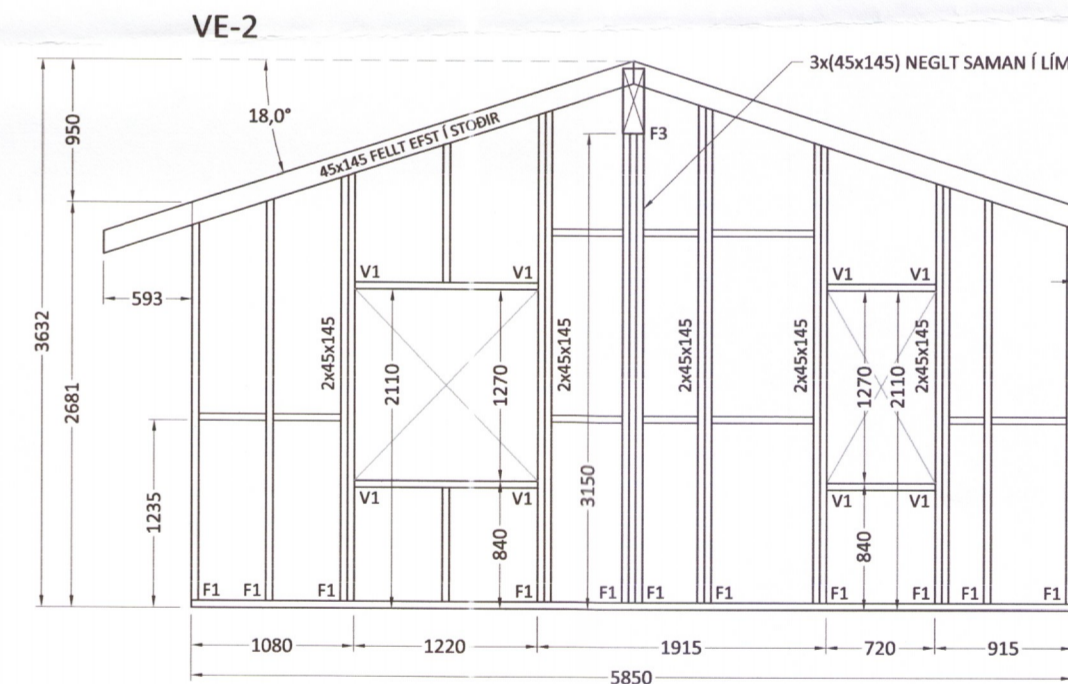 VE-2
3x(45x145) NEGLT SAMAN Í LÍM
18,0°
950
45x145 FELLT EFST Í STOÐIR
F3
V1 V1 V1 V1
593
3632
2681
2x45x145
2110
1270
2x45x145
2x45x145
2x45x145
1270
2110
2x45x145
1235
3150
V1 V1 V1 V1
840
840
F1 F1 F1 F1 F1 F1 F1 F1 F1 F1 F1
1080 1220 1915 720 915
5850